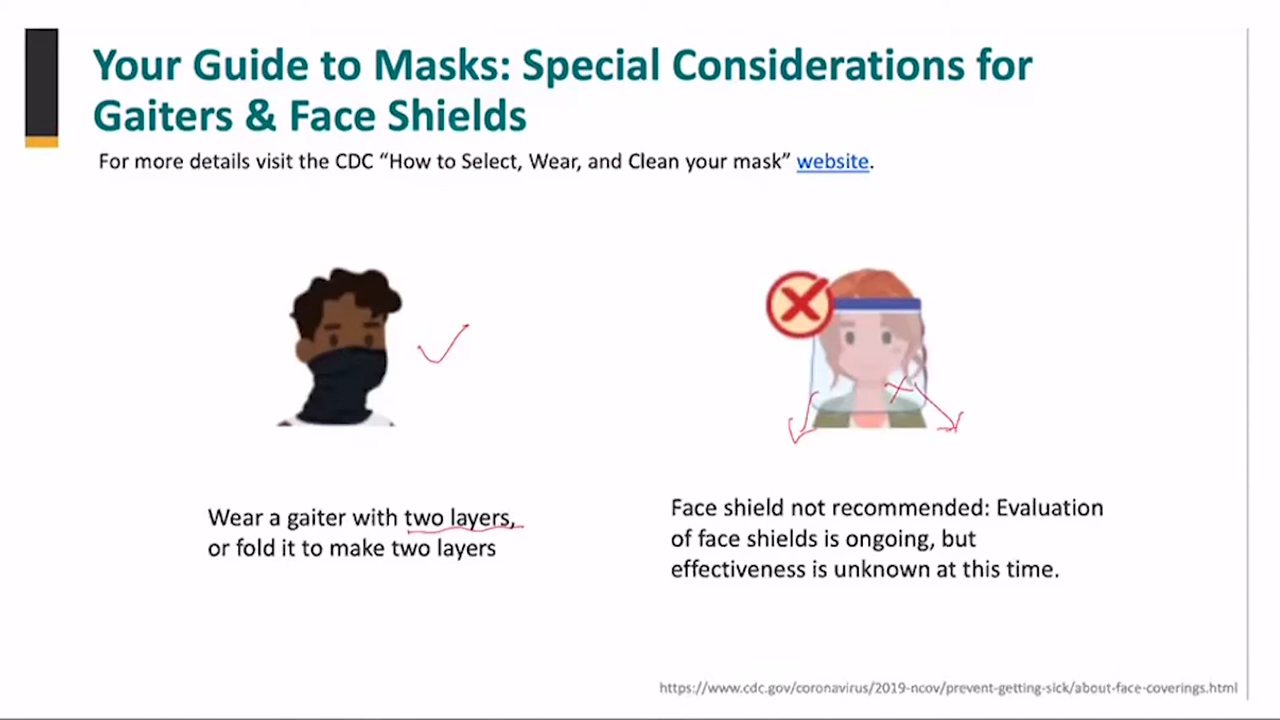 Your Guide to Masks: Special Considerations for
Gaiters & Face Shields
For more details visit the CDC “How to Select, Wear, and Clean your mask” website.
Wear a gaiter with two layers,
or fold it to make two layers
Face shield not recommended: Evaluation
of face shields is ongoing, but
effectiveness is unknown at this time.
https://www.cdc.gov/coronavirus/2019-ncov/prevent-getting-sick/about-face-coverings.html